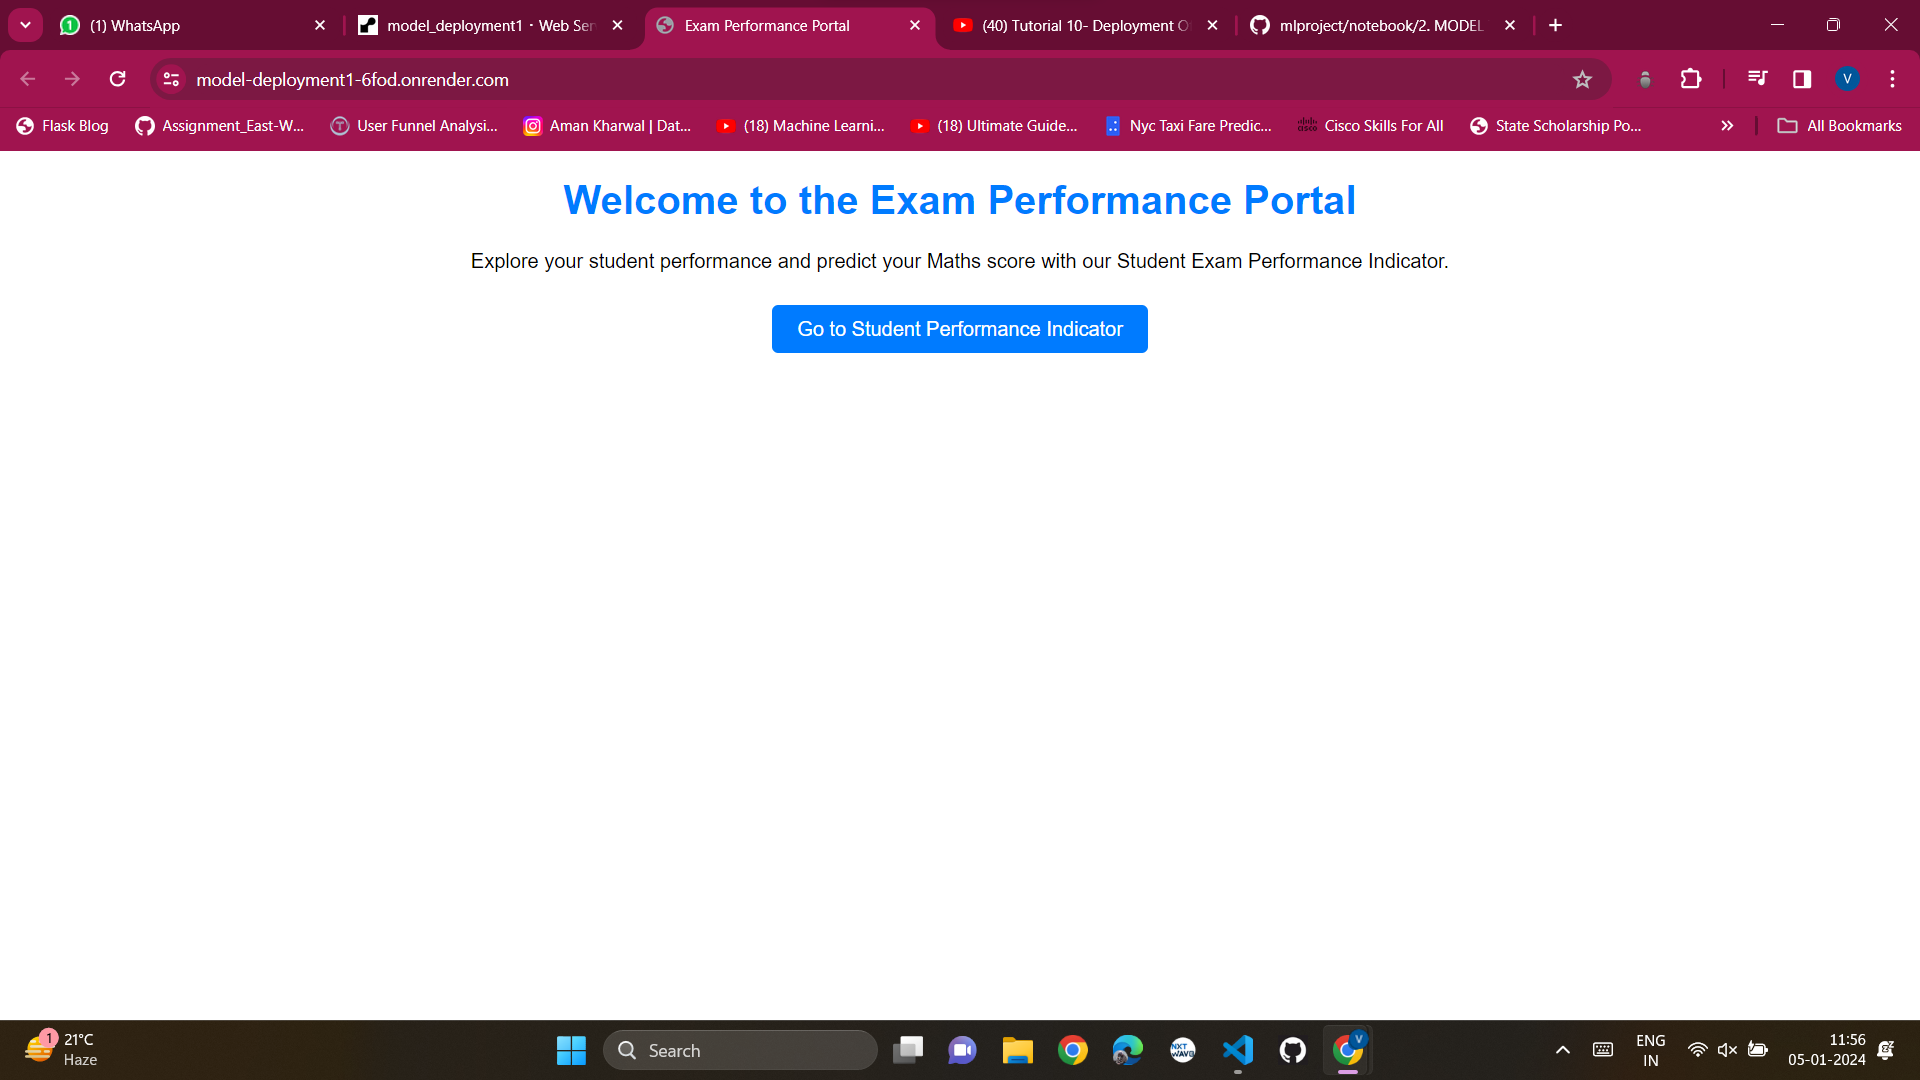 (1) WhatsApp
model_deployment1 · Web Ser
Exam Performance Portal
(40) Tutorial 10- Deployment O
mlproject/notebook/2. MODEL
model-deployment1-6fod.onrender.com
V
Flask Blog
Assignment_East-W...
User Funnel Analysi...
Aman Kharwal | Dat...
(18) Machine Learni...
(18) Ultimate Guide...
Nyc Taxi Fare Predic...
cisco
Cisco Skills For All
State Scholarship Po...
All Bookmarks
Welcome to the Exam Performance Portal
Explore your student performance and predict your Maths score with our Student Exam Performance Indicator.
Go to Student Performance Indicator
1
21°C
Haze
Search
NXT
WAVE
V
ENG
IN
11:56
05-01-2024